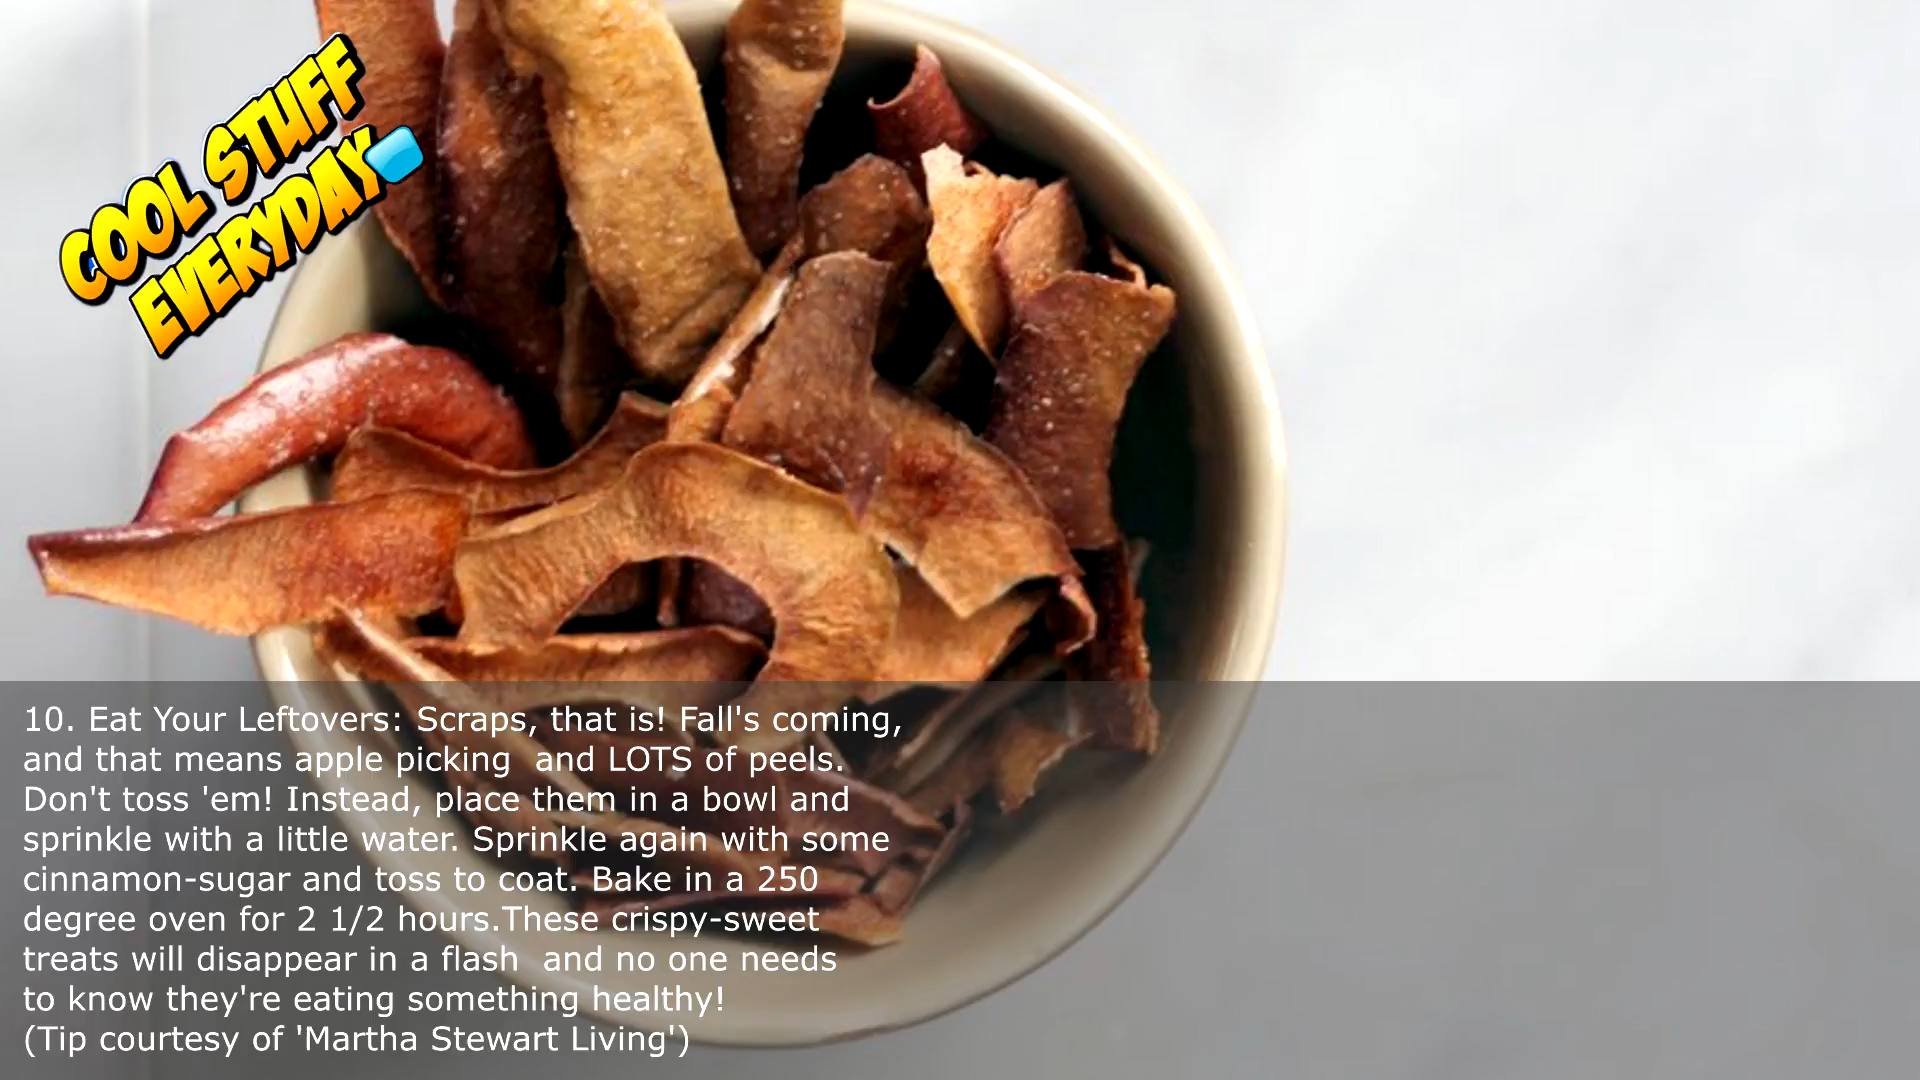 COOL STUFF
EVERYDAY
10. Eat Your Leftovers: Scraps, that is! Fall's coming,
and that means apple picking  and LOTS of peels.
Don't toss 'em! Instead, place them in a bowl and
sprinkle with a little water. Sprinkle again with some
cinnamon-sugar and toss to coat. Bake in a 250
degree oven for 2 1/2 hours.These crispy-sweet
treats will disappear in a flash  and no one needs
to know they're eating something healthy!
(Tip courtesy of 'Martha Stewart Living')